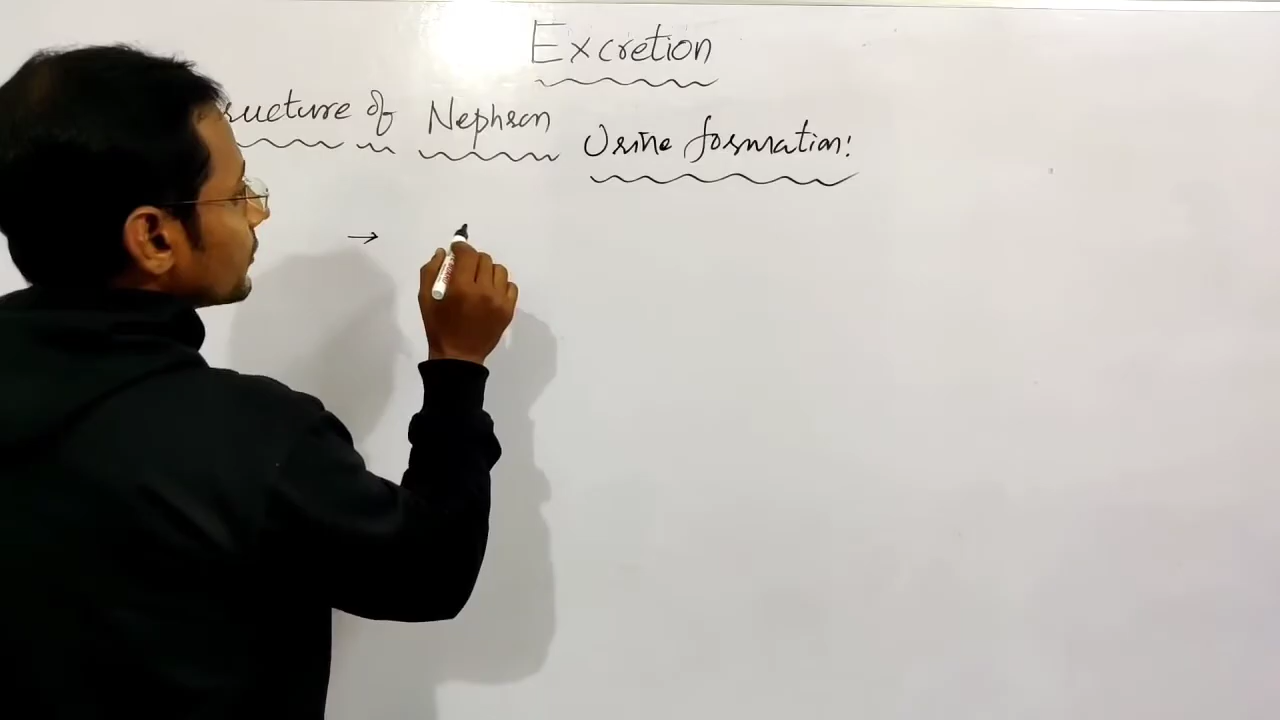 Excretion
ructure of Nephron
Urine formation:
→